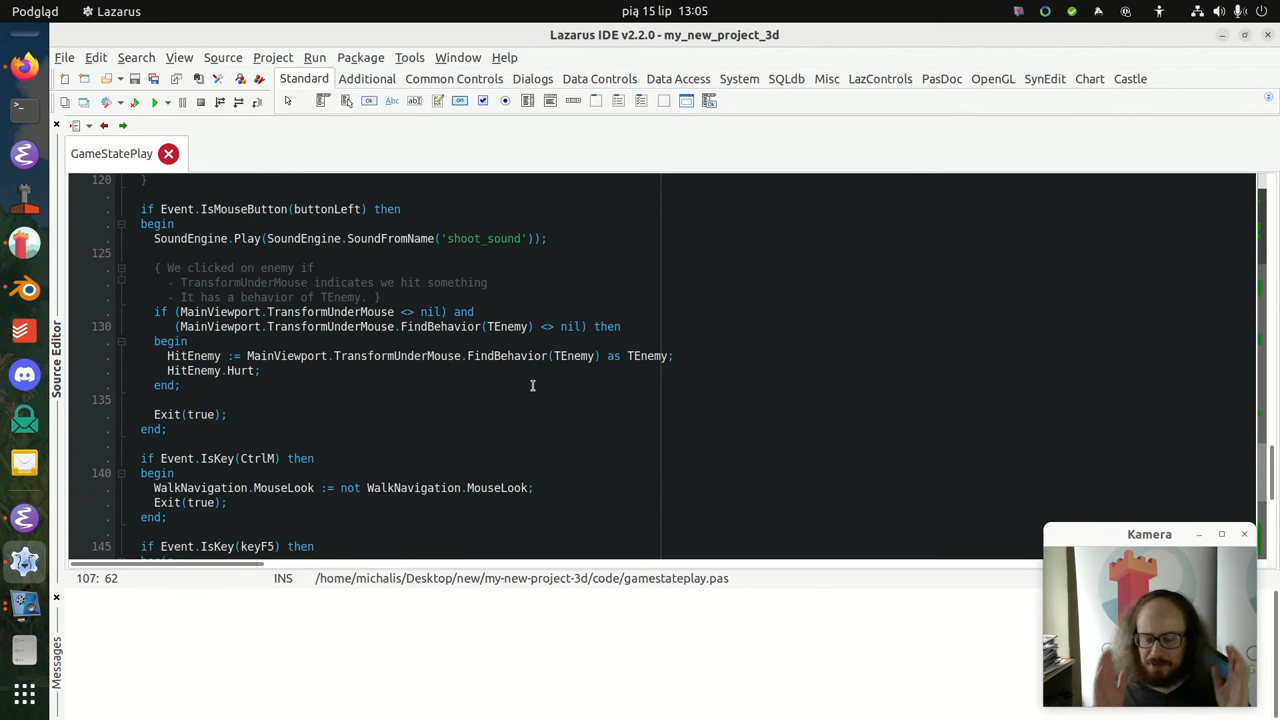 Podgląd
Lazarus
pią 15 lip 13:05
Lazarus IDE v2.2.0 - my_new_project_3d
File Edit Search View Source Project Run Package Tools Window Help
Standard Additional Common Controls Dialogs Data Controls Data Access System SQLdb Misc LazControls PasDoc OpenGL SynEdit Chart Castle
GameStatePlay
Source Editor
120 }
if Event.IsMouseButton(buttonLeft) then
begin
SoundEngine.Play(SoundEngine.SoundFromName('shoot_sound'));
125
{ We clicked on enemy if
- TransformUnderMouse indicates we hit something
- It has a behavior of TEnemy. }
if (MainViewport.TransformUnderMouse <> nil) and
130 (MainViewport.TransformUnderMouse.FindBehavior(TEnemy) <> nil) then
begin
HitEnemy := MainViewport.TransformUnderMouse.FindBehavior(TEnemy) as TEnemy;
HitEnemy.Hurt;
end;
135
Exit(true);
end;
if Event.IsKey(CtrlM) then
140 begin
WalkNavigation.MouseLook := not WalkNavigation.MouseLook;
Exit(true);
end;
145 if Event.IsKey(keyF5) then
107: 62 INS /home/michalis/Desktop/new/my-new-project-3d/code/gamestateplay.pas
Messages
Kamera